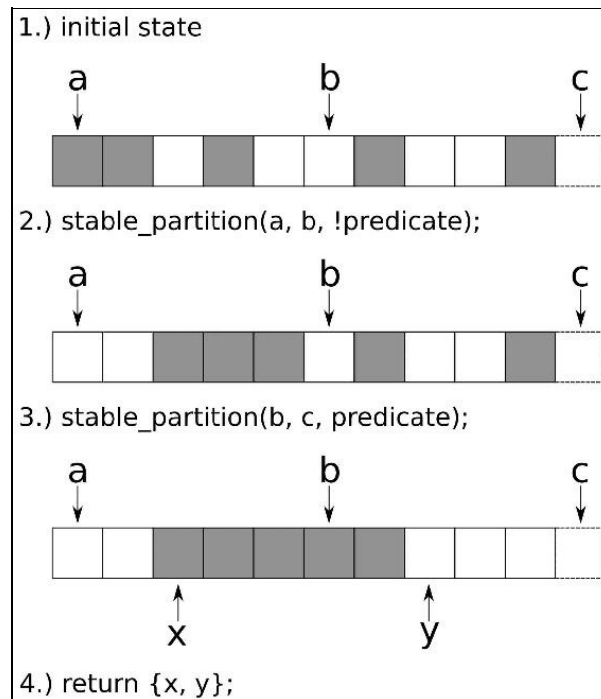 1.) initial state
a b c
2.) stable_partition(a, b, !predicate);
a b c
3.) stable_partition(b, c, predicate);
a b c
x y
4.) return {x, y};